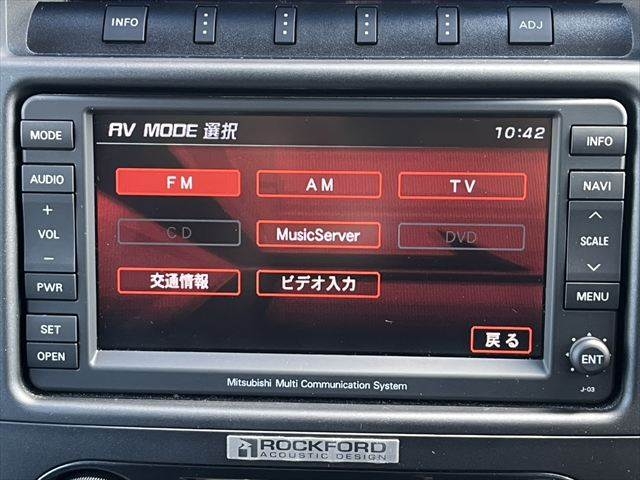 INFO
ADJ
MODE
AUDIO
+
VOL
−
PWR
SET
OPEN
AV MODE 選択
10:42
FM
AM
TV
CD
MusicServer
DVD
交通情報
ビデオ入力
戻る
INFO
NAVI
SCALE
MENU
ENT
J-03
Mitsubishi Multi Communication System
ROCKFORD
ACOUSTIC DESIGN